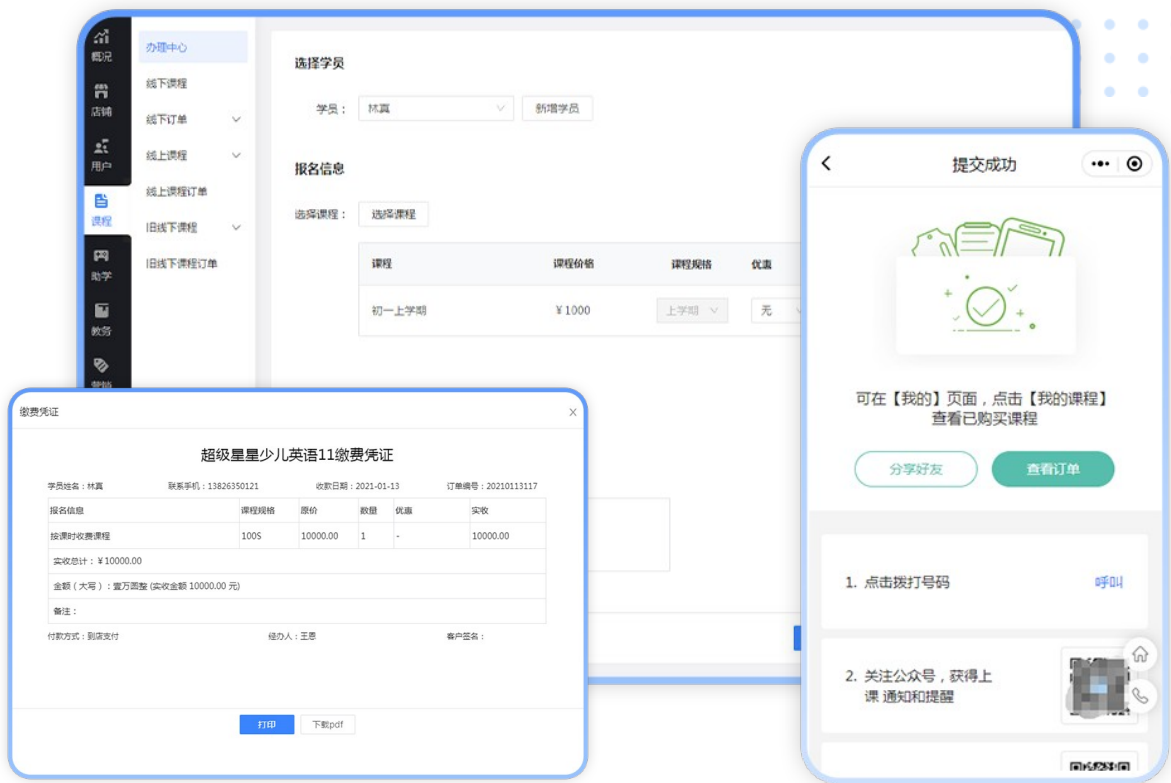 概况
店铺
用户
课程
助学
教务
营销
办理中心
线下课程
线下订单
线上课程
线上课程订单
旧线下课程
旧线下课程订单
选择学员
学员： 林真 新增学员
报名信息
选择课程： 选择课程
课程 课程价格 课程规格 优惠
初一上学期 ￥1000 上学期 无
缴费凭证 X
超级星星少儿英语11缴费凭证
学员姓名：林真 联系手机：13826350121 收款日期：2021-01-13 订单编号：20210113117
报名信息 课程规格 原价 数量 优惠 实收
按课时收费课程 100S 10000.00 1 - 10000.00
实收总计：￥10000.00
金额（大写）：壹万圆整 (实收金额 10000.00 元)
备注：
付款方式：到店支付 经办人：王恩 客户签名：
打印 下载pdf
提交成功
可在【我的】页面，点击【我的课程】
查看已购买课程
分享好友 查看订单
1. 点击拨打号码 呼叫
2. 关注公众号，获得上
课 通知和提醒